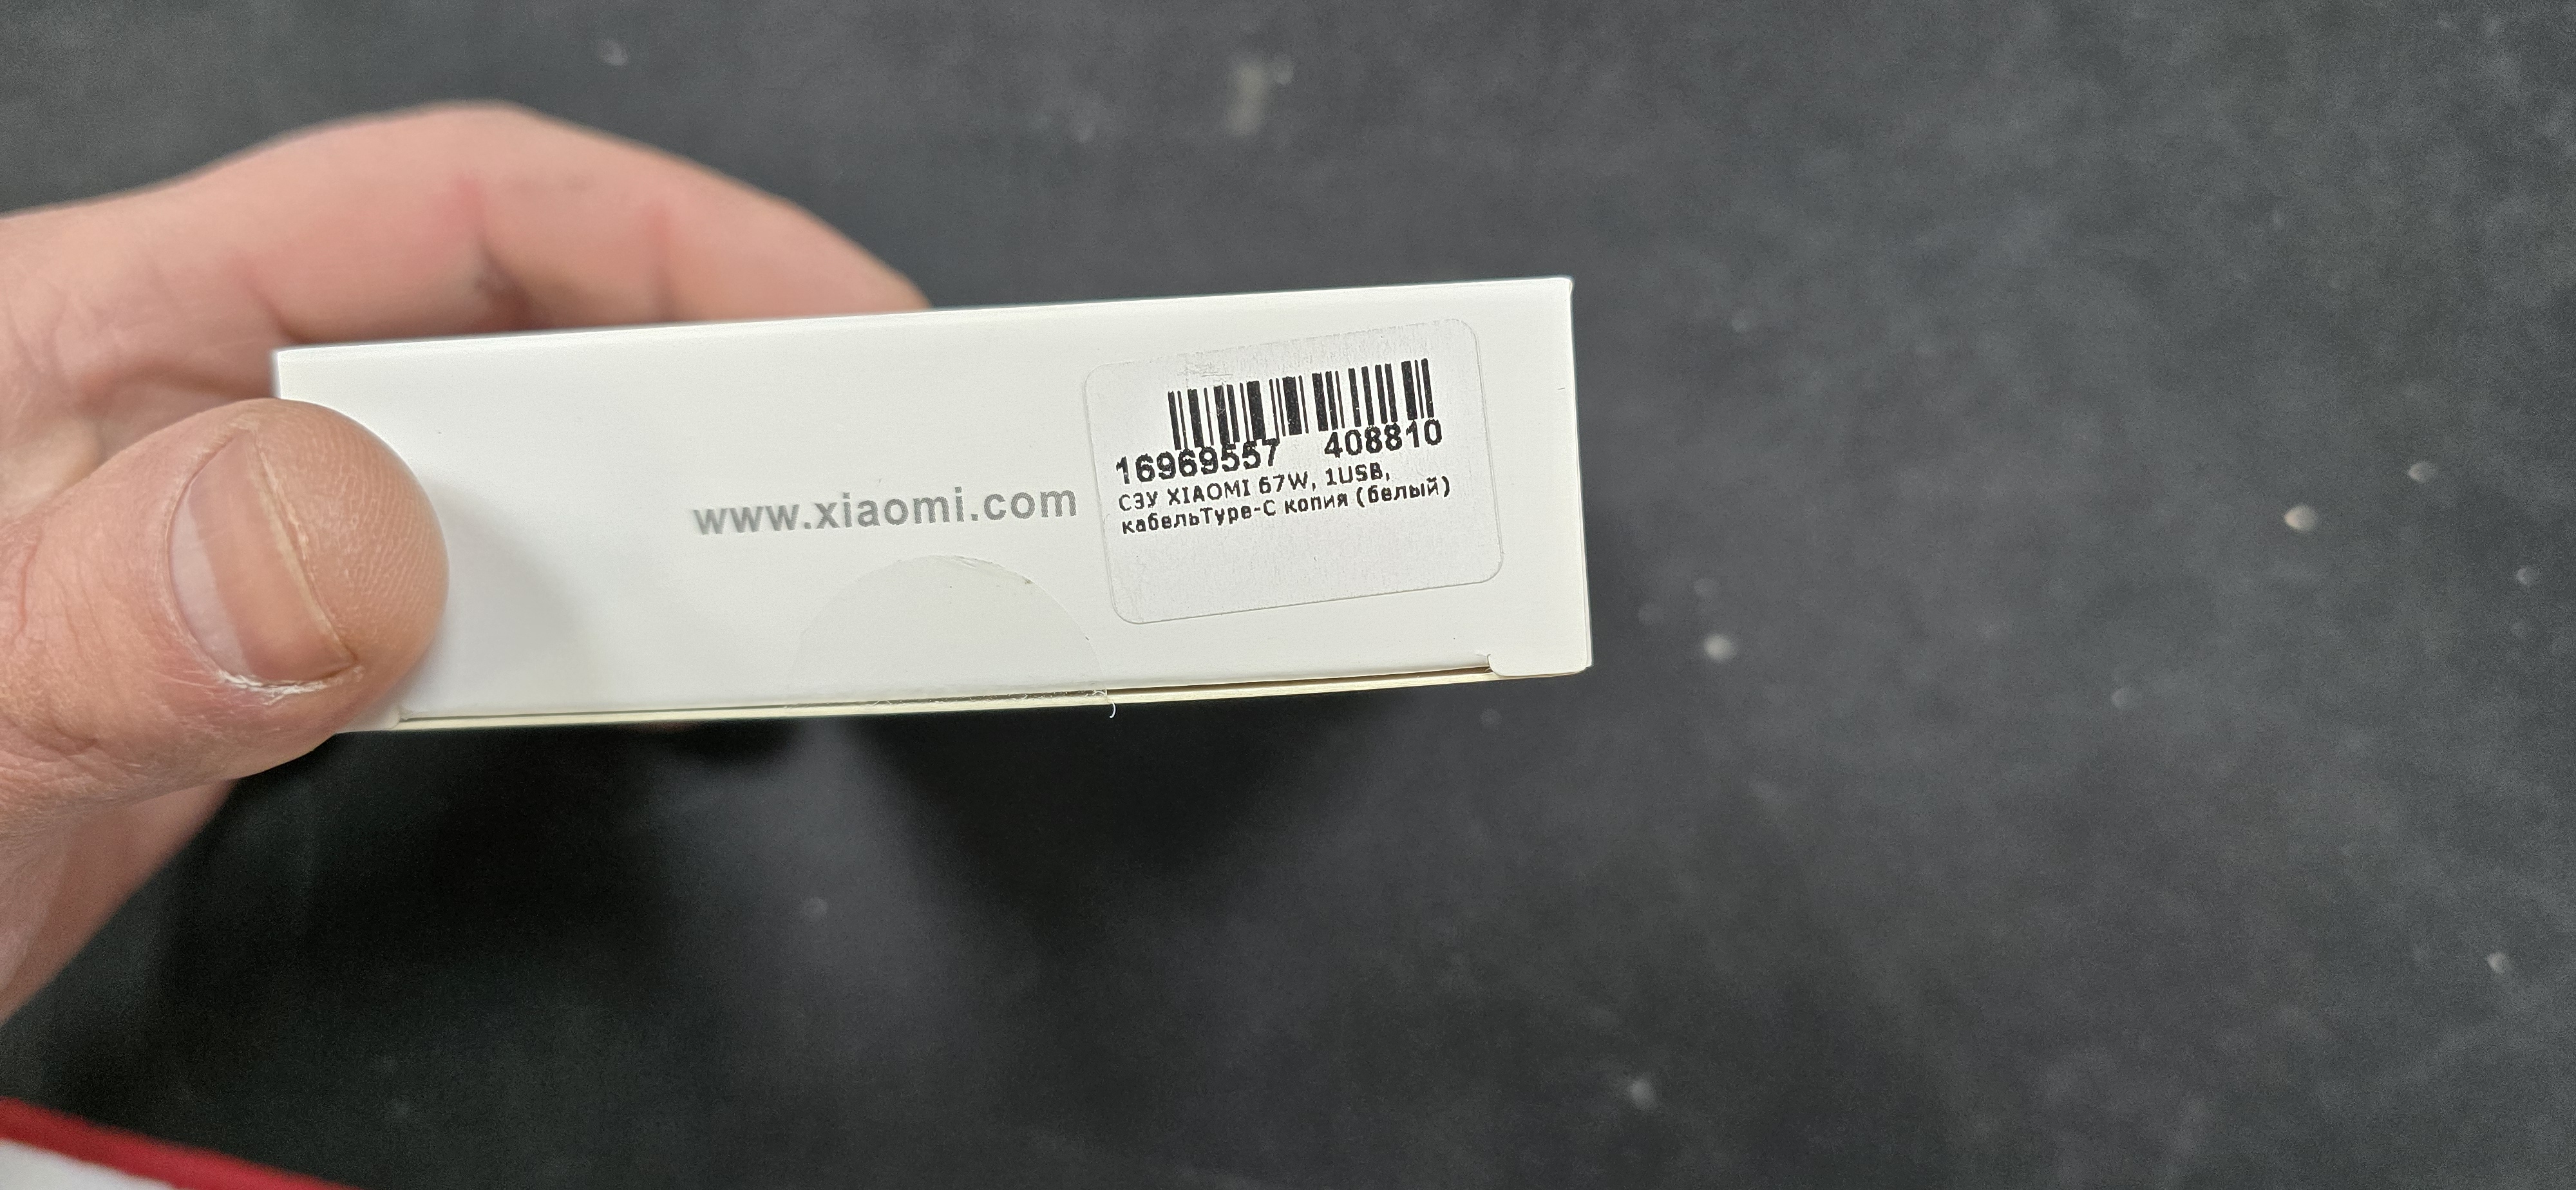 www.xiaomi.com
16969557 408810
СЗУ XIAOMI 67W, 1USB,
кабельType-C копия (белый)